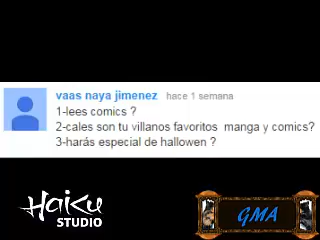 vaas naya jimenez hace 1 semana
1-lees comics ?
2-cales son tu villanos favoritos manga y comics?
3-harás especial de hallowen ?
Haiku
STUDIO
GMA